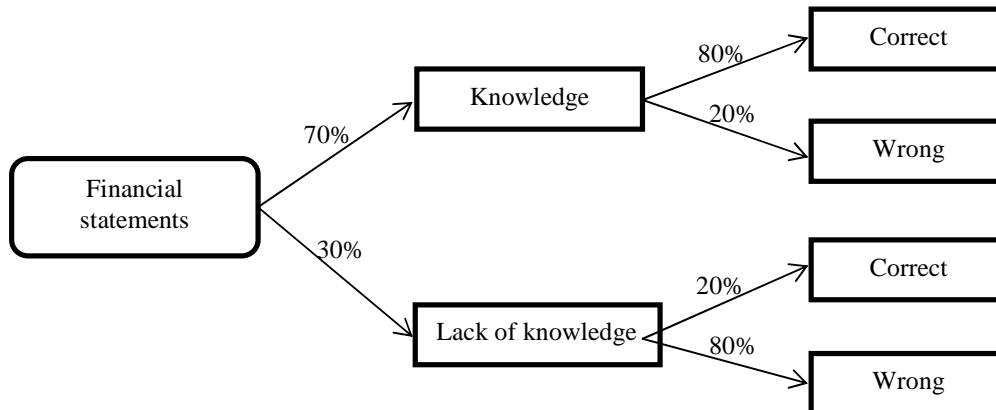 Correct
80%
Knowledge
20%
70%
Wrong
Financial
statements
30%
Correct
20%
Lack of knowledge
80%
Wrong